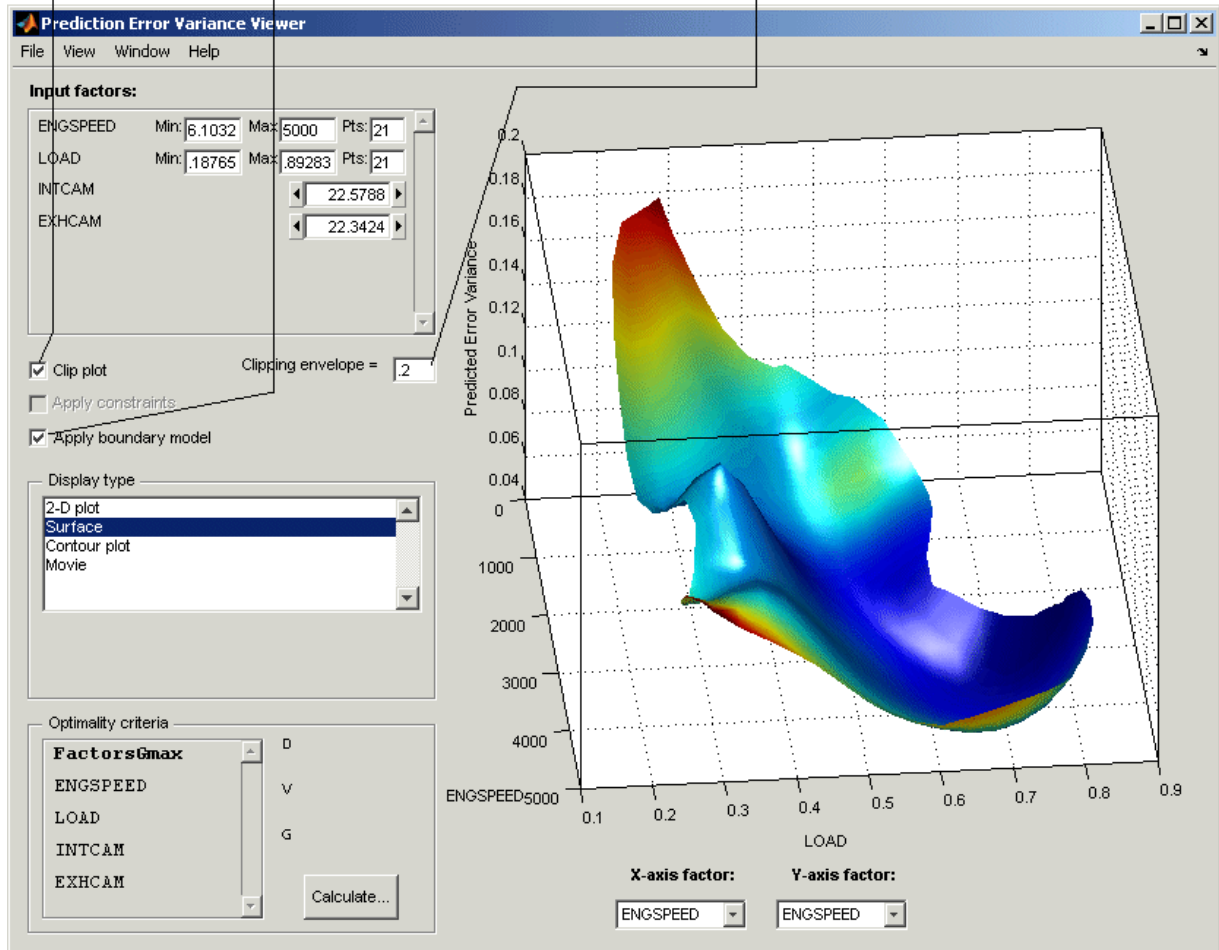 Prediction Error Variance Viewer
File View Window Help
Input factors:
ENGSPEED Min: 6.1032 Max 5000 Pts: 21
LOAD Min: .18765 Max .89283 Pts: 21
INTCAM 22.5788
EXHCAM 22.3424
Clip plot Clipping envelope = .2
Apply constraints
Apply boundary model
Display type
2-D plot
Surface
Contour plot
Movie
Optimality criteria
FactorsGmax
ENGSPEED
LOAD
INTCAM
EXHCAM
D
V
G
Calculate...
Predicted Error Variance
0.2
0.18
0.16
0.14
0.12
0.1
0.08
0.06
0.04
0
1000
2000
3000
4000
ENGSPEED 5000
0.1 0.2 0.3 0.4 0.5 0.6 0.7 0.8 0.9
LOAD
X-axis factor: Y-axis factor:
ENGSPEED ENGSPEED